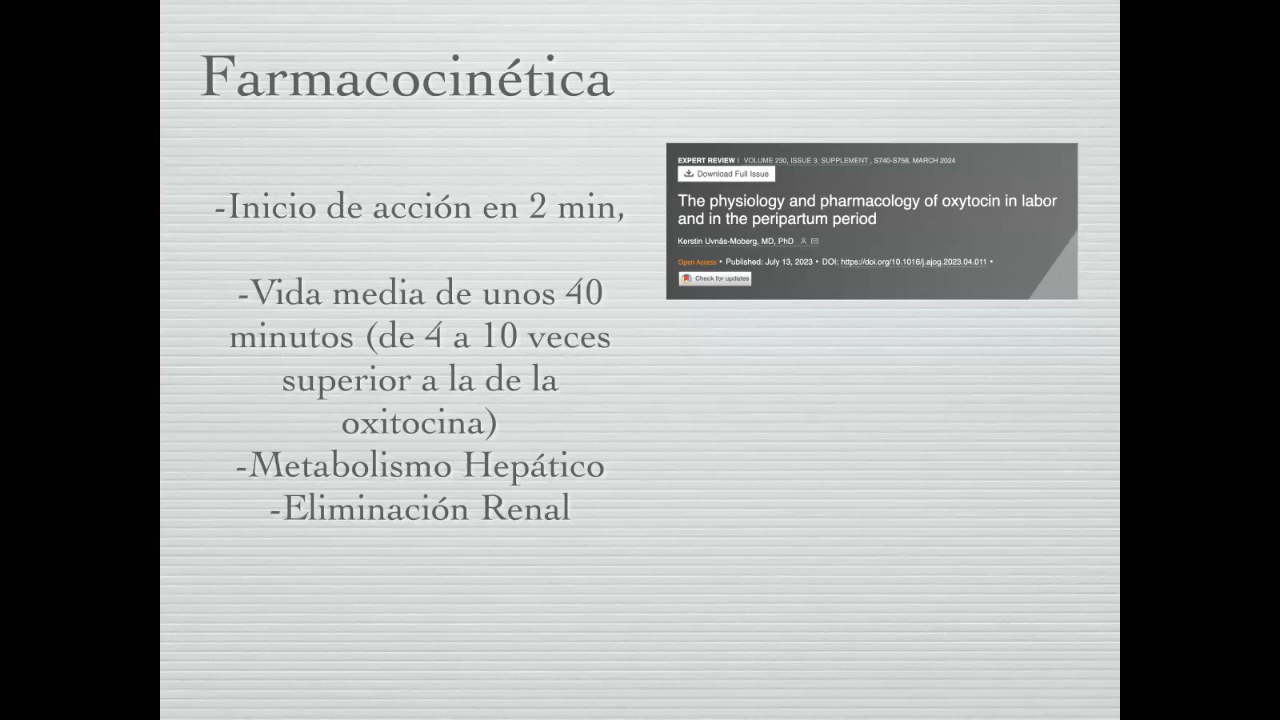 Farmacocinética
-Inicio de acción en 2 min,
-Vida media de unos 40
minutos (de 4 a 10 veces
superior a la de la
oxitocina)
-Metabolismo Hepático
-Eliminación Renal
EXPERT REVIEW | VOLUME 230, ISSUE 3, SUPPLEMENT, S740-S758, MARCH 2024
Download Full Issue
The physiology and pharmacology of oxytocin in labor
and in the peripartum period
Kerstin Uvnäs-Moberg, MD, PhD
Open Access • Published: July 13, 2023 • DOI: https://doi.org/10.1016/j.ajog.2023.04.011 •
Check for updates